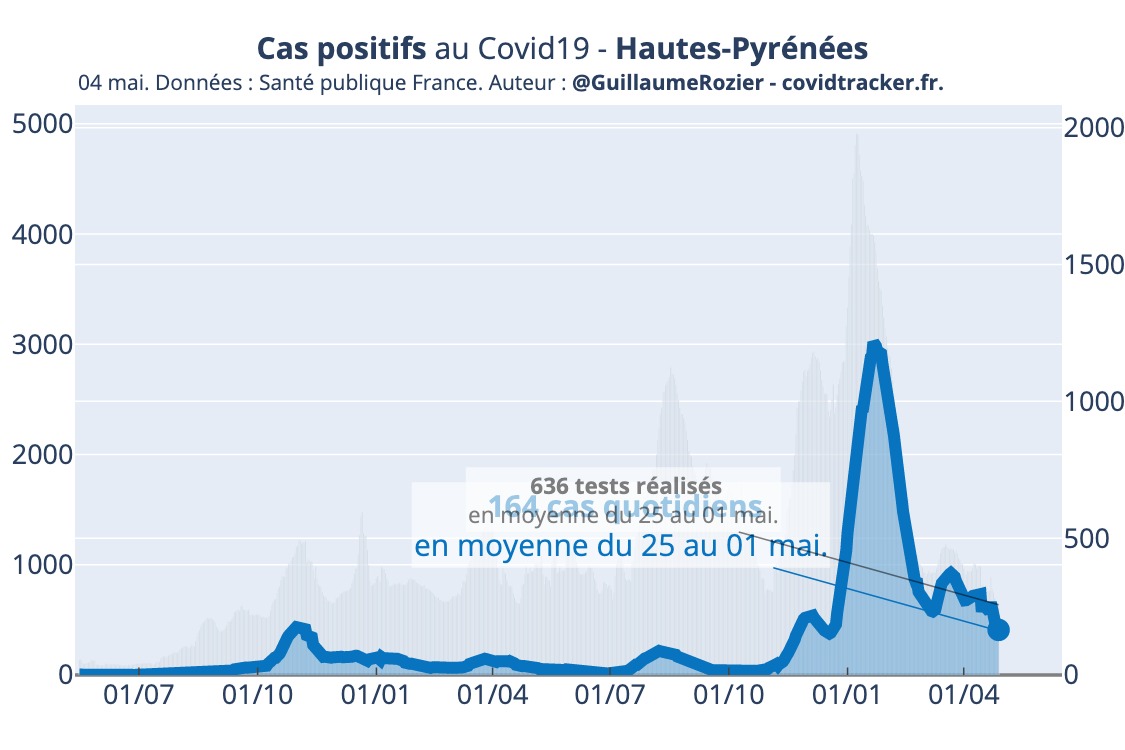 Cas positifs au Covid19 - Hautes-Pyrénées
04 mai. Données : Santé publique France. Auteur : @GuillaumeRozier - covidtracker.fr.
5000
4000
3000
2000
1000
0
2000
1500
1000
500
0
636 tests réalisés
164 cas quotidiens
en moyenne du 25 au 01 mai.
en moyenne du 25 au 01 mai.
01/07 01/10 01/01 01/04 01/07 01/10 01/01 01/04